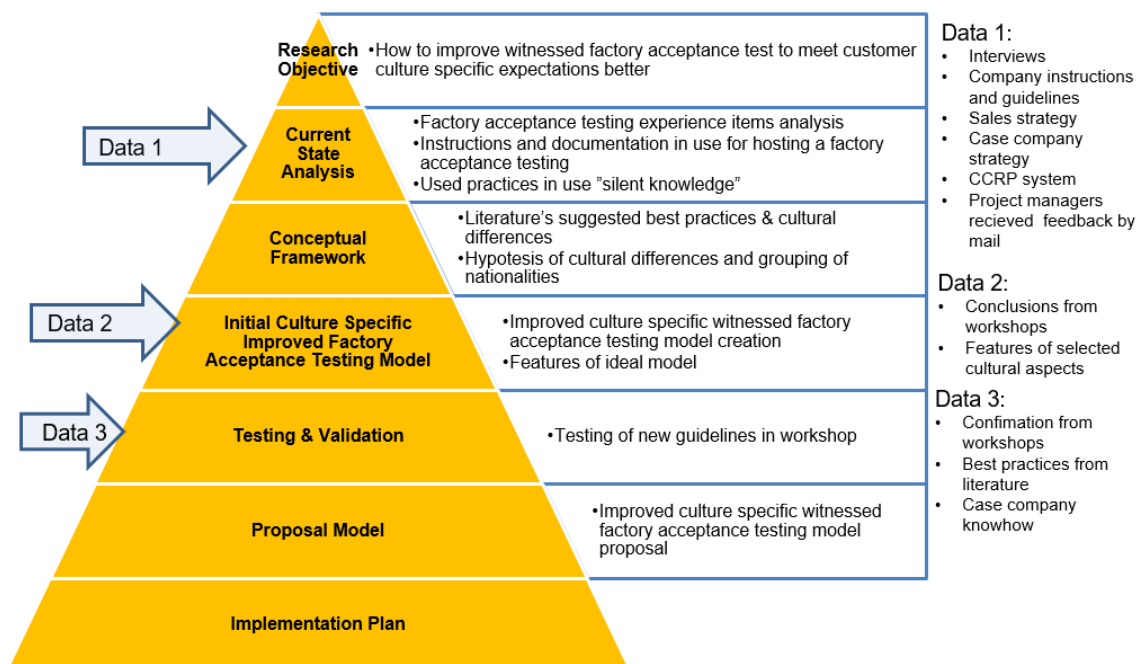 Research
Objective
•How to improve witnessed factory acceptance test to meet customer
culture specific expectations better
Data 1
Current
State
Analysis
•Factory acceptance testing experience items analysis
•Instructions and documentation in use for hosting a factory
acceptance testing
•Used practices in use ”silent knowledge”
Conceptual
Framework
•Literature’s suggested best practices & cultural
differences
•Hypotesis of cultural differences and grouping of
nationalities
Data 2
Initial Culture Specific
Improved Factory
Acceptance Testing Model
•Improved culture specific witnessed factory
acceptance testing model creation
•Features of ideal model
Data 3
Testing & Validation
•Testing of new guidelines in workshop
Proposal Model
•Improved culture specific witnessed
factory acceptance testing model
proposal
Implementation Plan
Data 1:
• Interviews
• Company instructions
and guidelines
• Sales strategy
• Case company
strategy
• CCRP system
• Project managers
recieved feedback by
mail
Data 2:
• Conclusions from
workshops
• Features of selected
cultural aspects
Data 3:
• Confimation from
workshops
• Best practices from
literature
• Case company
knowhow